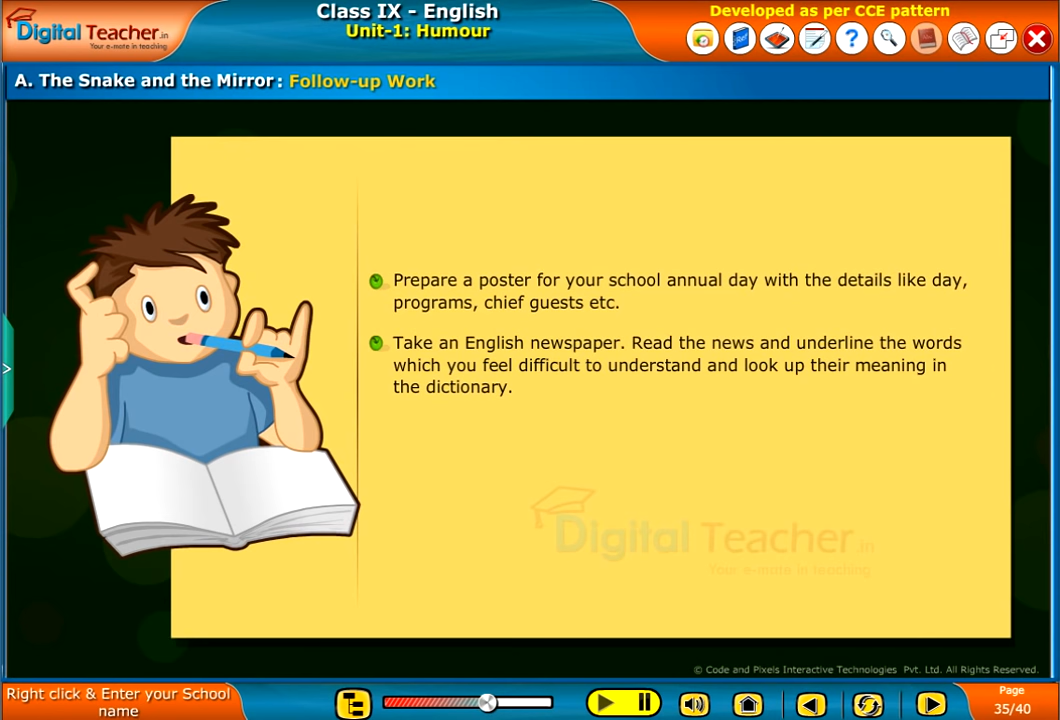 Digital Teacher.in
Your e-mate in teaching
Class IX - English
Unit-1: Humour
Developed as per CCE pattern
A. The Snake and the Mirror : Follow-up Work
Prepare a poster for your school annual day with the details like day,
programs, chief guests etc.
Take an English newspaper. Read the news and underline the words
which you feel difficult to understand and look up their meaning in
the dictionary.
Digital Teacher.in
Your e-mate in teaching
© Code and Pixels Interactive Technologies Pvt. Ltd. All Rights Reserved.
Right click & Enter your School
name
Page
35/40